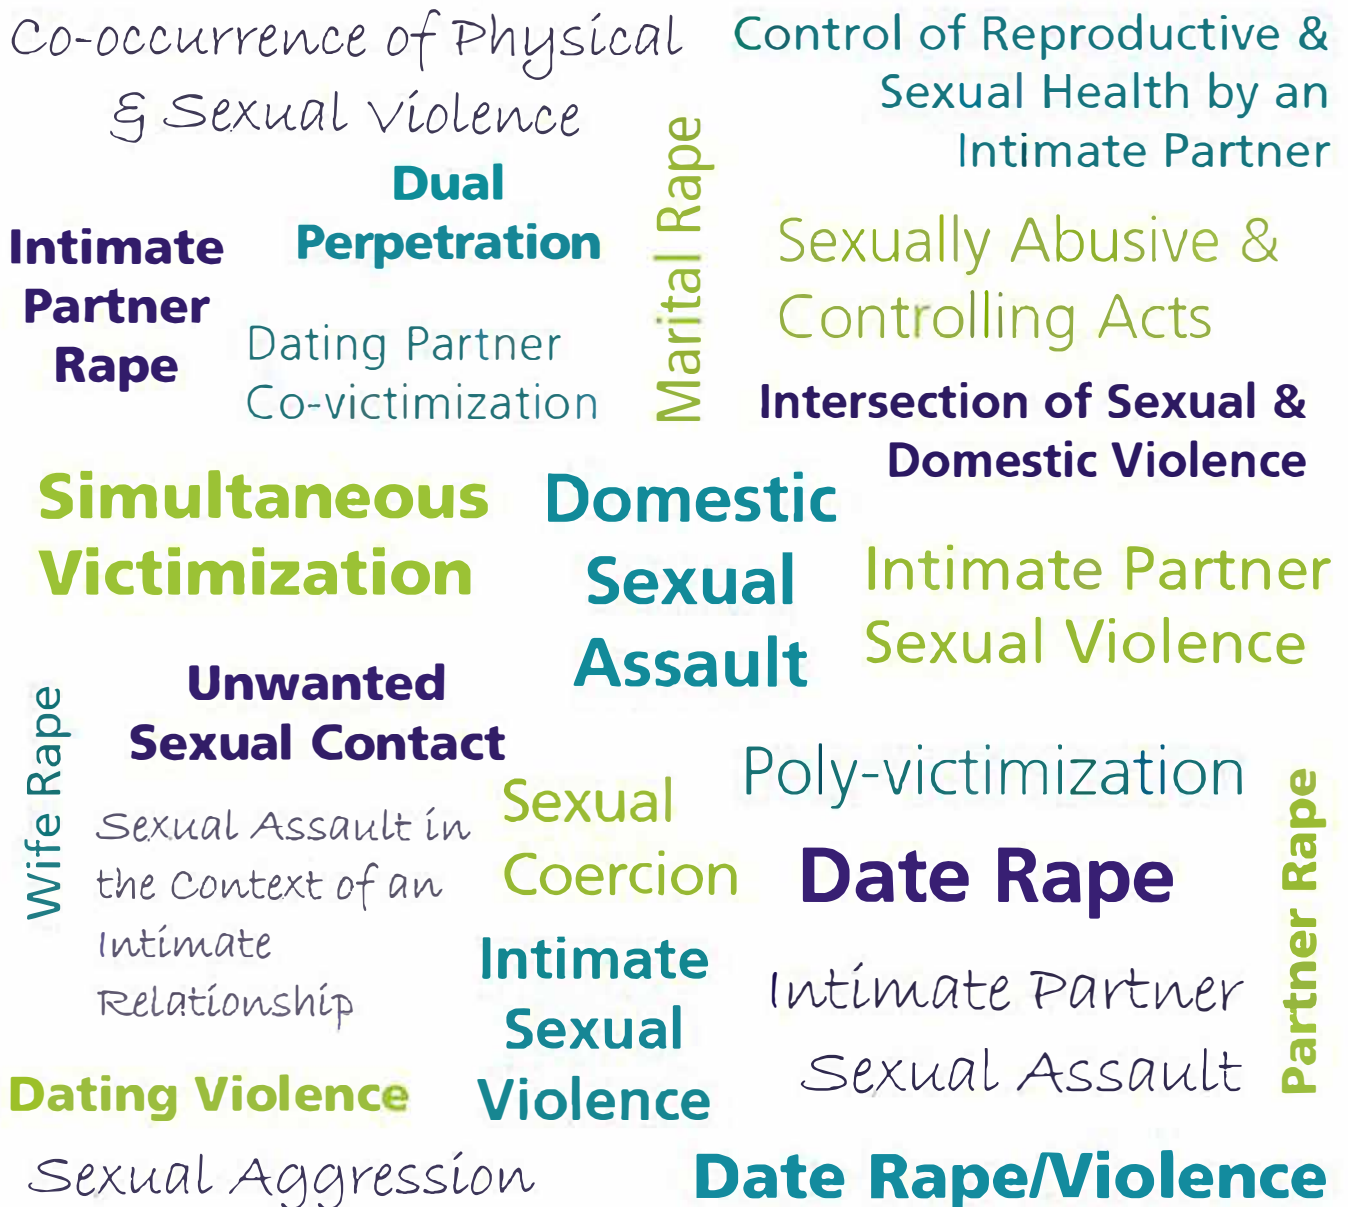 Co-occurrence of Physical
& Sexual Violence
Control of Reproductive &
Sexual Health by an
Intimate Partner
Dual
Perpetration
Marital Rape
Intimate
Partner
Rape
Sexually Abusive &
Controlling Acts
Dating Partner
Co-victimization
Intersection of Sexual &
Domestic Violence
Simultaneous
Victimization
Domestic
Sexual
Assault
Intimate Partner
Sexual Violence
Unwanted
Sexual Contact
Wife Rape
Poly-victimization
Sexual
Coercion
Sexual Assault in
the Context of an
Intimate
Relationship
Date Rape
Partner Rape
Intimate
Sexual
Violence
Intimate Partner
Sexual Assault
Dating Violence
Sexual Aggression
Date Rape/Violence